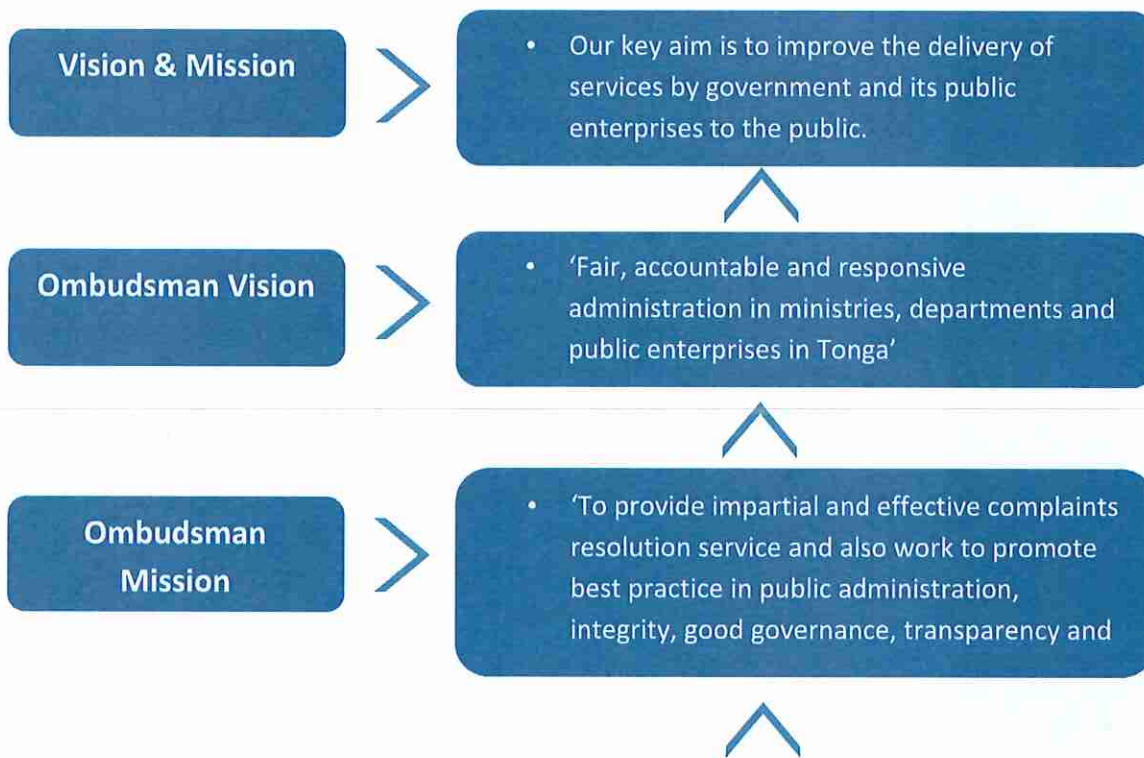 Vision & Mission
• Our key aim is to improve the delivery of
services by government and its public
enterprises to the public.
Ombudsman Vision
• ‘Fair, accountable and responsive
administration in ministries, departments and
public enterprises in Tonga’
Ombudsman
Mission
• ‘To provide impartial and effective complaints
resolution service and also work to promote
best practice in public administration,
integrity, good governance, transparency and